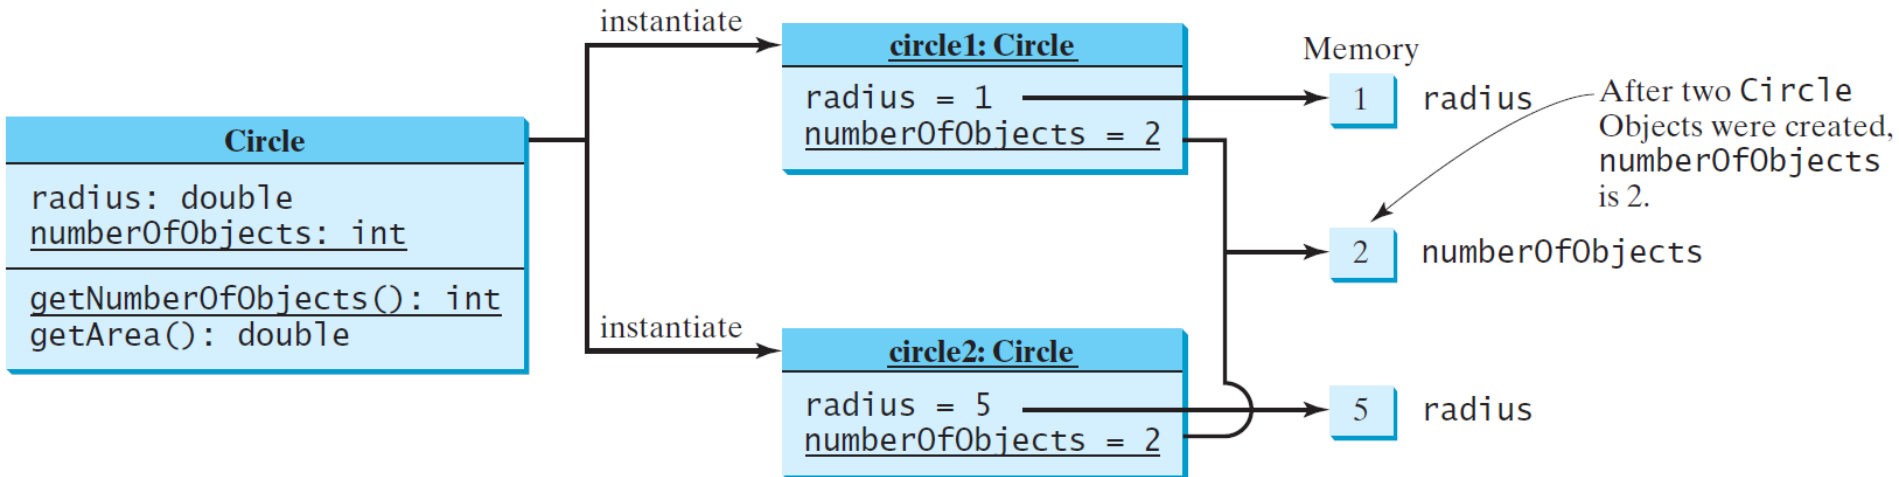 Circle
radius: double
numberOfObjects: int
getNumberOfObjects(): int
getArea(): double
instantiate
circle1: Circle
radius = 1
numberOfObjects = 2
instantiate
circle2: Circle
radius = 5
numberOfObjects = 2
Memory
1 radius
2 numberOfObjects
5 radius
After two Circle
Objects were created,
numberOfObjects
is 2.